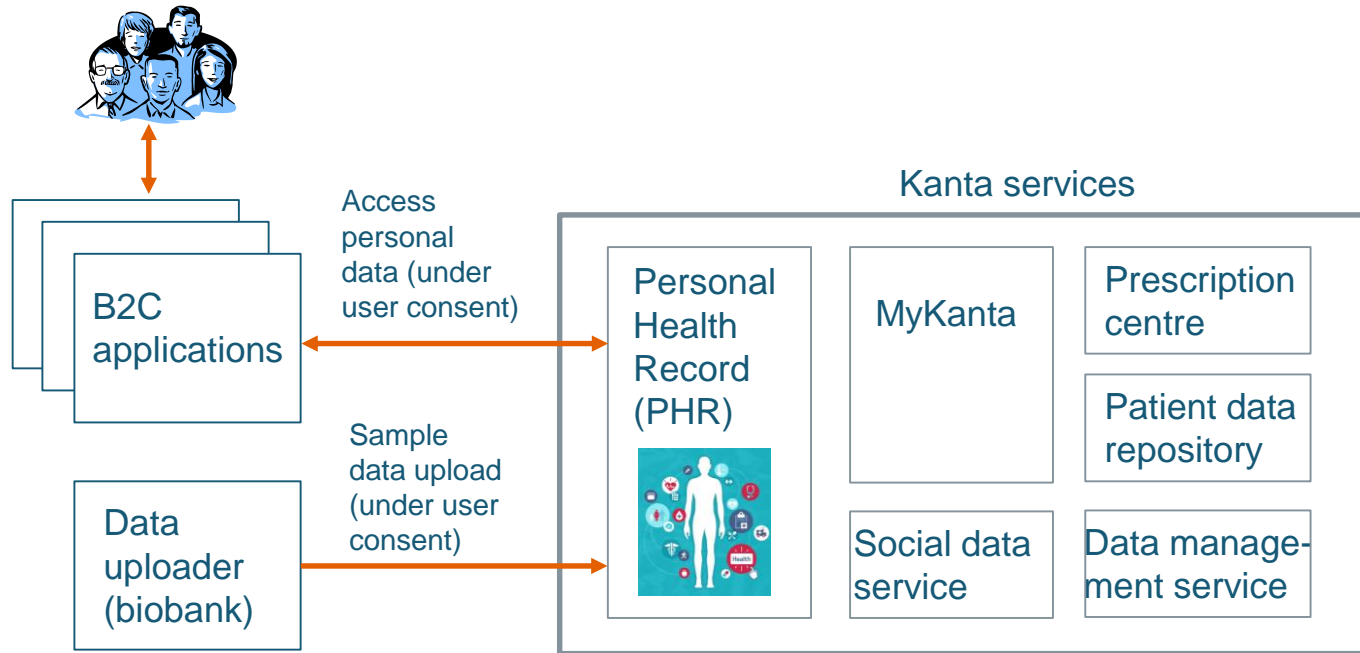 Kanta services
Access
personal
data (under
user consent)
B2C
applications
Personal
Health
Record
(PHR)
MyKanta
Prescription
centre
Patient data
repository
Sample
data upload
(under user
consent)
Data
uploader
(biobank)
Health
Social data
service
Data manage-
ment service